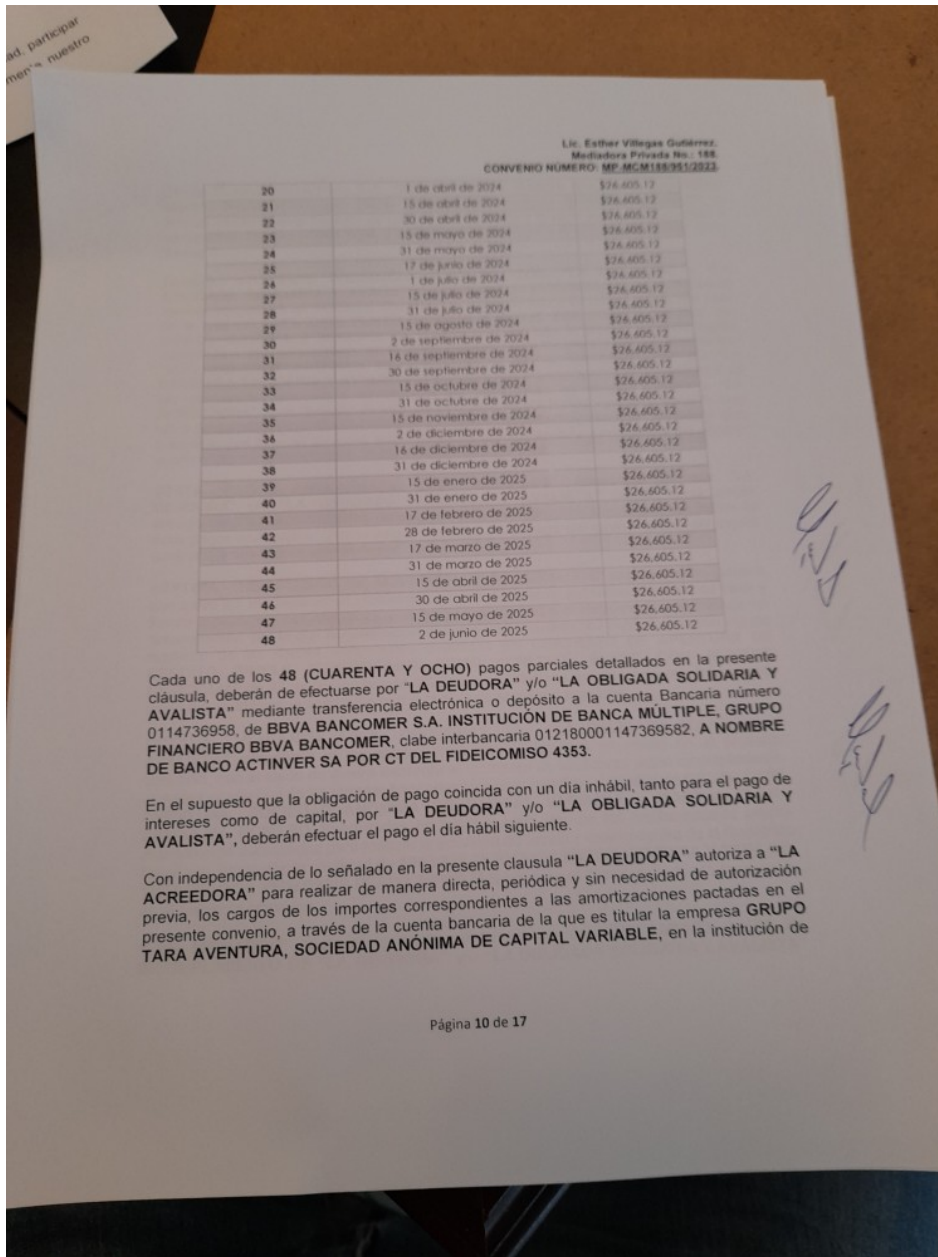 ad, participar
nuestro
Lic. Esther Villegas Gutiérrez.
Mediadora Privada No.: 188.
CONVENIO NÚMERO: MP-MCM188/951/2023.
20 1 de abril de 2024 $26,605.12
21 15 de abril de 2024 $26,605.12
22 30 de abril de 2024 $26,605.12
23 15 de mayo de 2024 $26,605.12
24 31 de mayo de 2024 $26,605.12
25 17 de junio de 2024 $26,605.12
26 1 de julio de 2024 $26,605.12
27 15 de julio de 2024 $26,605.12
28 31 de julio de 2024 $26,605.12
29 15 de agosto de 2024 $26,605.12
30 2 de septiembre de 2024 $26,605.12
31 16 de septiembre de 2024 $26,605.12
32 30 de septiembre de 2024 $26,605.12
33 15 de octubre de 2024 $26,605.12
34 31 de octubre de 2024 $26,605.12
35 15 de noviembre de 2024 $26,605.12
36 2 de diciembre de 2024 $26,605.12
37 16 de diciembre de 2024 $26,605.12
38 31 de diciembre de 2024 $26,605.12
39 15 de enero de 2025 $26,605.12
40 31 de enero de 2025 $26,605.12
41 17 de febrero de 2025 $26,605.12
42 28 de febrero de 2025 $26,605.12
43 17 de marzo de 2025 $26,605.12
44 31 de marzo de 2025 $26,605.12
45 15 de abril de 2025 $26,605.12
46 30 de abril de 2025 $26,605.12
47 15 de mayo de 2025 $26,605.12
48 2 de junio de 2025 $26,605.12
Cada uno de los 48 (CUARENTA Y OCHO) pagos parciales detallados en la presente
cláusula, deberán de efectuarse por “LA DEUDORA” y/o “LA OBLIGADA SOLIDARIA Y
AVALISTA” mediante transferencia electrónica o depósito a la cuenta Bancaria número
0114736958, de BBVA BANCOMER S.A. INSTITUCIÓN DE BANCA MÚLTIPLE, GRUPO
FINANCIERO BBVA BANCOMER, clabe interbancaria 012180001147369582, A NOMBRE
DE BANCO ACTINVER SA POR CT DEL FIDEICOMISO 4353.
En el supuesto que la obligación de pago coincida con un día inhábil, tanto para el pago de
intereses como de capital, por “LA DEUDORA” y/o “LA OBLIGADA SOLIDARIA Y
AVALISTA”, deberán efectuar el pago el día hábil siguiente.
Con independencia de lo señalado en la presente clausula “LA DEUDORA” autoriza a “LA
ACREEDORA” para realizar de manera directa, periódica y sin necesidad de autorización
previa, los cargos de los importes correspondientes a las amortizaciones pactadas en el
presente convenio, a través de la cuenta bancaria de la que es titular la empresa GRUPO
TARA AVENTURA, SOCIEDAD ANÓNIMA DE CAPITAL VARIABLE, en la institución de
Página 10 de 17